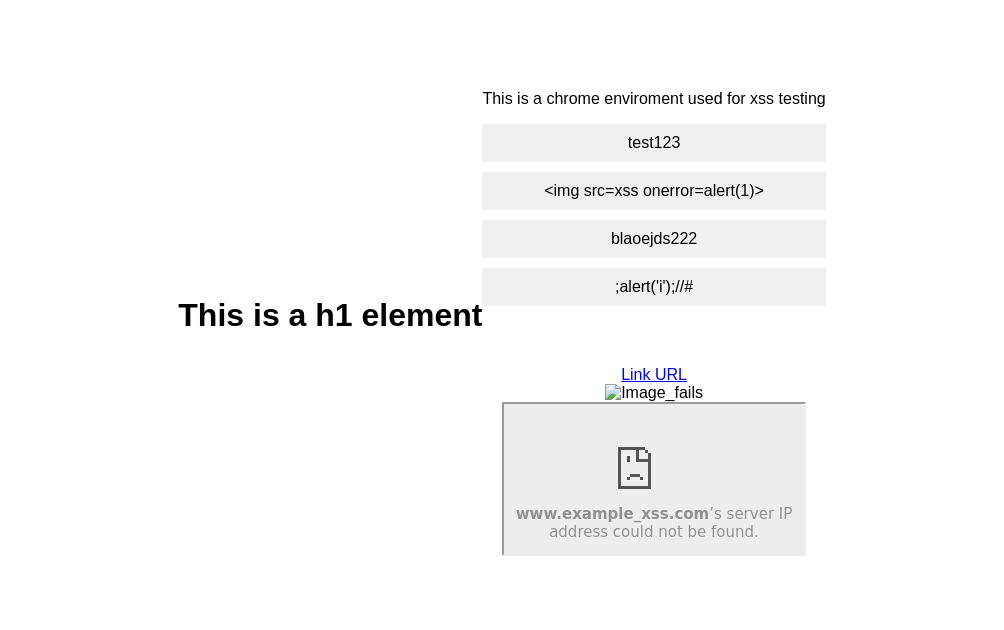 This is a chrome enviroment used for xss testing
test123
<img src=xss onerror=alert(1)>
blaoejds222
;alert('i');//#
This is a h1 element
Link URL
Image_fails
www.example_xss.com’s server IP
address could not be found.